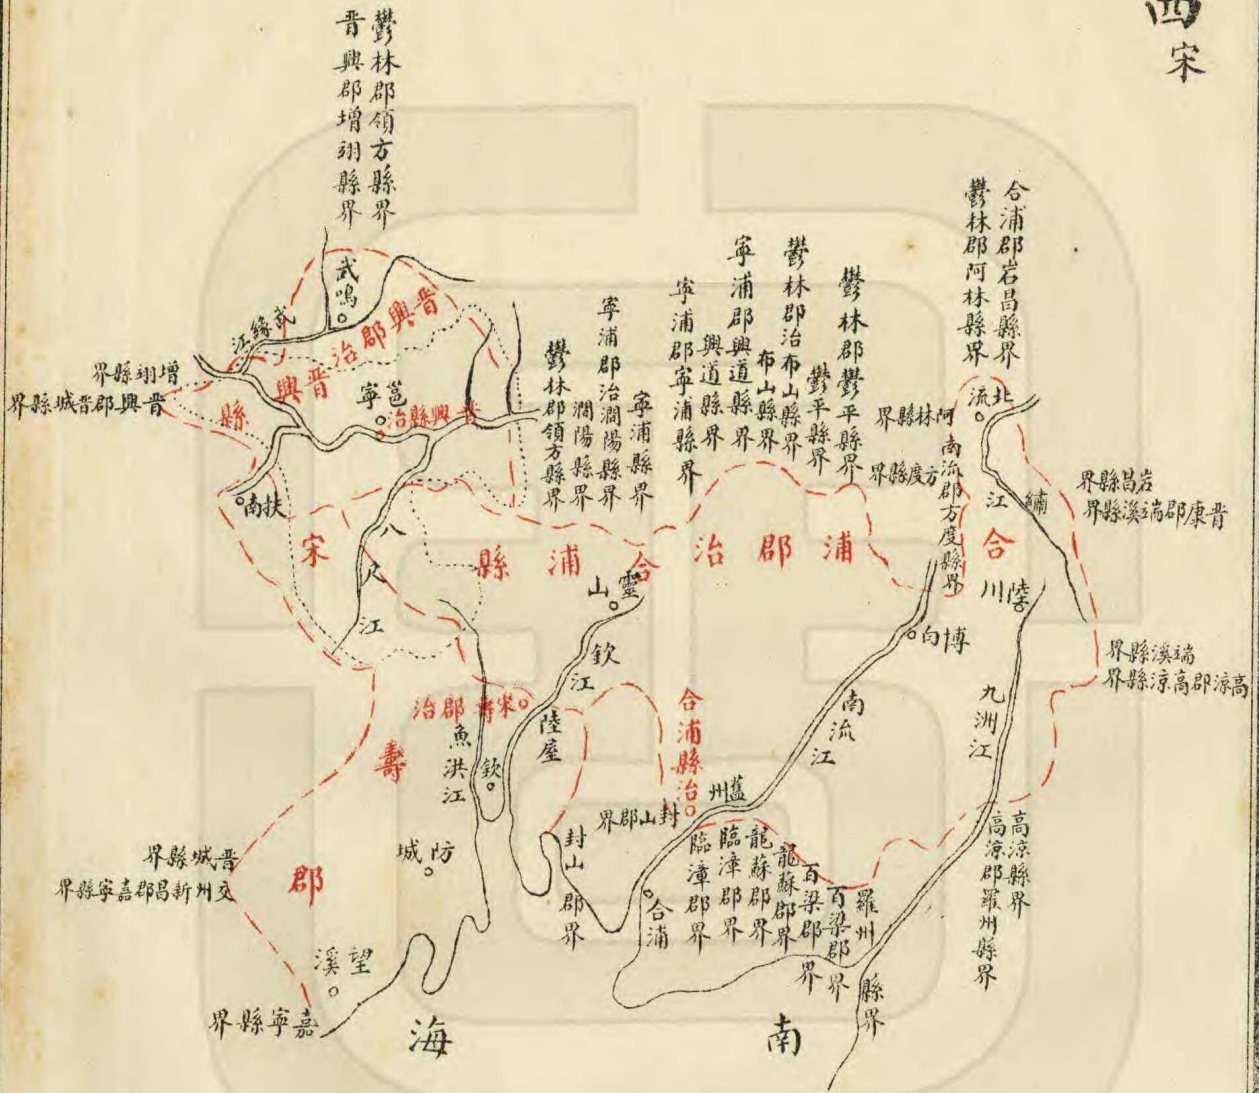 西
宋
合浦郡岩昌縣界
鬱林郡阿林縣界
鬱林郡鬱平縣界
鬱平縣界
鬱林郡治布山縣界
布山縣界
寧浦郡興道縣界
興道縣界
寧浦郡寧浦縣界
寧浦縣界
寧浦郡治澗陽縣界
澗陽縣界
鬱林郡領方縣界
鬱林郡領方縣界
晉興郡增翊縣界
武鳴
武緣江
晉興郡治晉興縣
邕寧
晉興縣治
增翊縣界
晉興郡晉城縣界
扶南
八尺江
北流
阿林縣界
方度縣界
南流郡方度縣界
繡江
岩昌縣界
晉康郡端溪縣界
端溪縣界
高涼郡高涼縣界
合浦郡治合浦縣
陸川
博白
靈山
欽江
陸屋
南流江
九洲江
宋壽郡
宋壽郡治
魚洪江
欽
合浦縣治
舊州
封山郡界
封山郡界
防城
合浦
臨漳郡界
臨漳郡界
龍蘇郡界
龍蘇郡界
百梁郡界
百梁郡界
羅州縣界
高涼縣界
高涼郡羅州縣界
晉城縣界
交州新昌郡嘉寧縣界
望溪
嘉寧縣界
南海